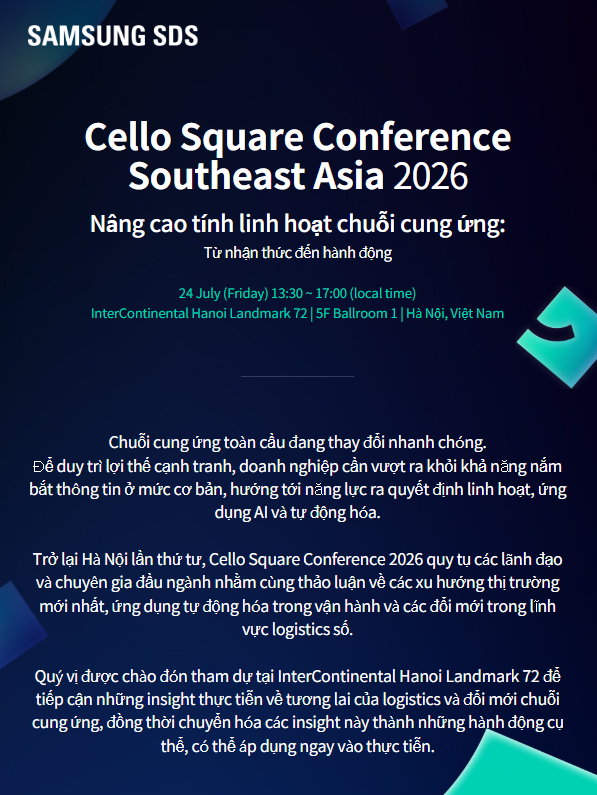 SAMSUNG SDS
Cello Square Conference
Southeast Asia 2026
Nâng cao tính linh hoạt chuỗi cung ứng:
Từ nhận thức đến hành động
24 July (Friday) 13:30 ~ 17:00 (local time)
InterContinental Hanoi Landmark 72 | 5F Ballroom 1 | Hà Nội, Việt Nam
Chuỗi cung ứng toàn cầu đang thay đổi nhanh chóng.
Để duy trì lợi thế cạnh tranh, doanh nghiệp cần vượt ra khỏi khả năng nắm
bắt thông tin ở mức cơ bản, hướng tới năng lực ra quyết định linh hoạt, ứng
dụng AI và tự động hóa.
Trở lại Hà Nội lần thứ tư, Cello Square Conference 2026 quy tụ các lãnh đạo
và chuyên gia đầu ngành nhằm cùng thảo luận về các xu hướng thị trường
mới nhất, ứng dụng tự động hóa trong vận hành và các đổi mới trong lĩnh
vực logistics số.
Quý vị được chào đón tham dự tại InterContinental Hanoi Landmark 72 để
tiếp cận những insight thực tiễn về tương lai của logistics và đổi mới chuỗi
cung ứng, đồng thời chuyển hóa các insight này thành những hành động cụ
thể, có thể áp dụng ngay vào thực tiễn.